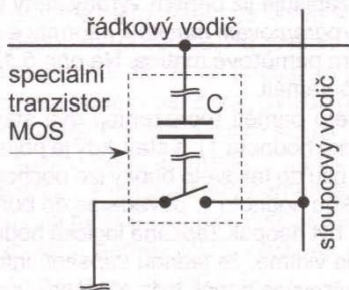 řádkový vodič
speciální
tranzistor
MOS
C
sloupcový vodič